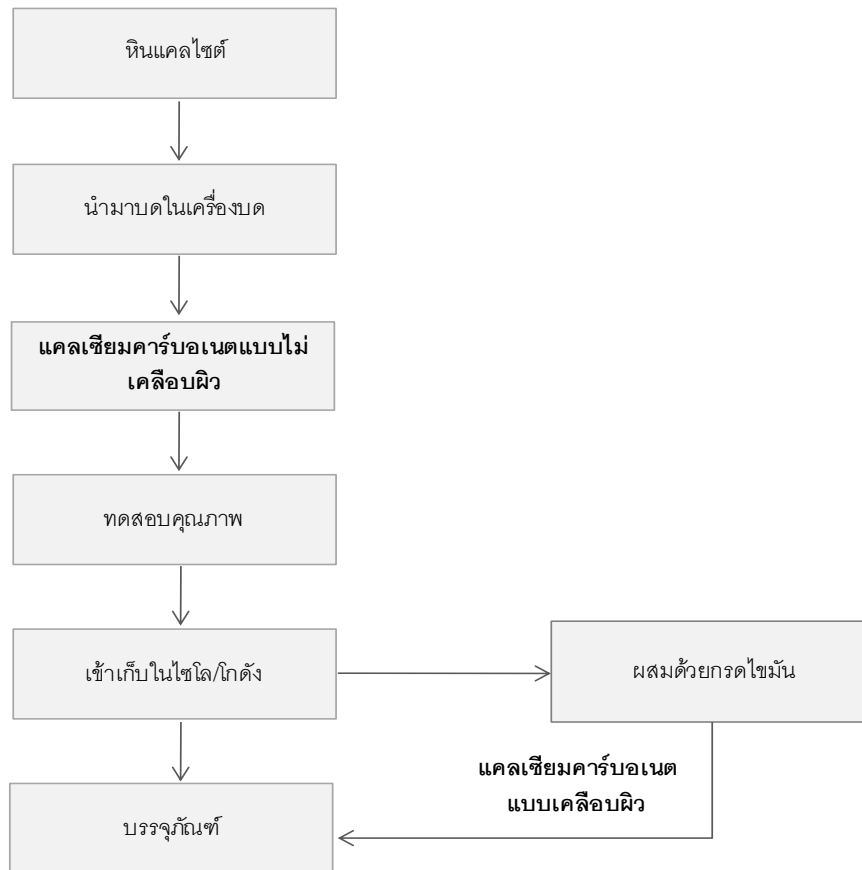 หินแคลไซต์
นำมาบดในเครื่องบด
แคลเซียมคาร์บอเนตแบบไม่
เคลือบผิว
ทดสอบคุณภาพ
เข้าเก็บในไซโล/โกดัง
ผสมด้วยกรดไขมัน
แคลเซียมคาร์บอเนต
แบบเคลือบผิว
บรรจุภัณฑ์